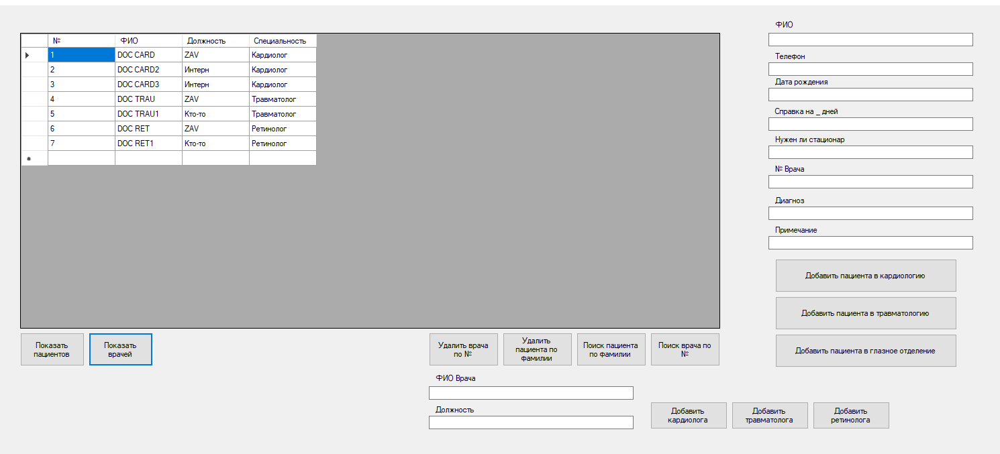 № ФИО Должность Специальность
1 DOC CARD ZAV Кардиолог
2 DOC CARD2 Интерн Кардиолог
3 DOC CARD3 Интерн Кардиолог
4 DOC TRAU ZAV Травматолог
5 DOC TRAU1 Кто-то Травматолог
6 DOC RET ZAV Ретинолог
7 DOC RET1 Кто-то Ретинолог
ФИО
Телефон
Дата рождения
Справка на _ дней
Нужен ли стационар
№ Врача
Диагноз
Примечание
Добавить пациента в кардиологию
Добавить пациента в травматологию
Добавить пациента в глазное отделение
Показать
пациентов
Показать
врачей
Удалить врача
по №
Удалить
пациента по
фамилии
Поиск пациента
по фамилии
Поиск врача по
№
ФИО Врача
Должность
Добавить
кардиолога
Добавить
травматолога
Добавить
ретинолога